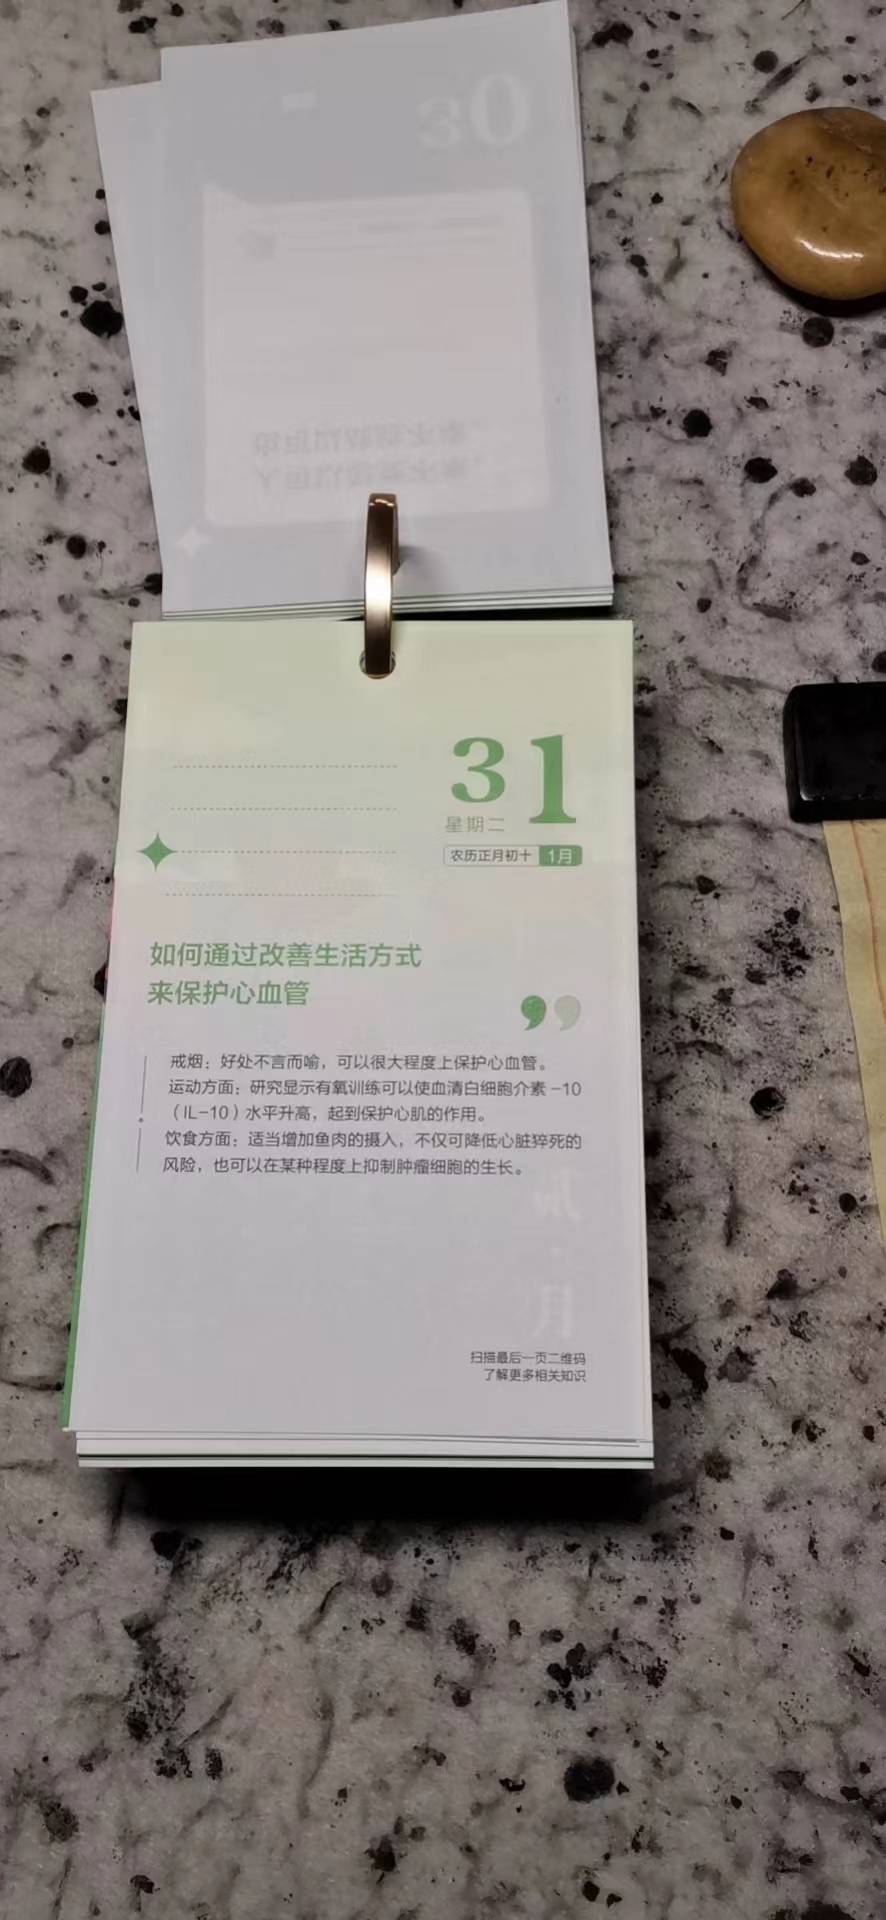 30
31
星期二
农历正月初十 1月
如何通过改善生活方式
来保护心血管
戒烟：好处不言而喻，可以很大程度上保护心血管。
运动方面：研究显示有氧训练可以使血清白细胞介素 -10
（IL-10）水平升高，起到保护心肌的作用。
饮食方面：适当增加鱼肉的摄入，不仅可降低心脏猝死的
风险，也可以在某种程度上抑制肿瘤细胞的生长。
扫描最后一页二维码
了解更多相关知识